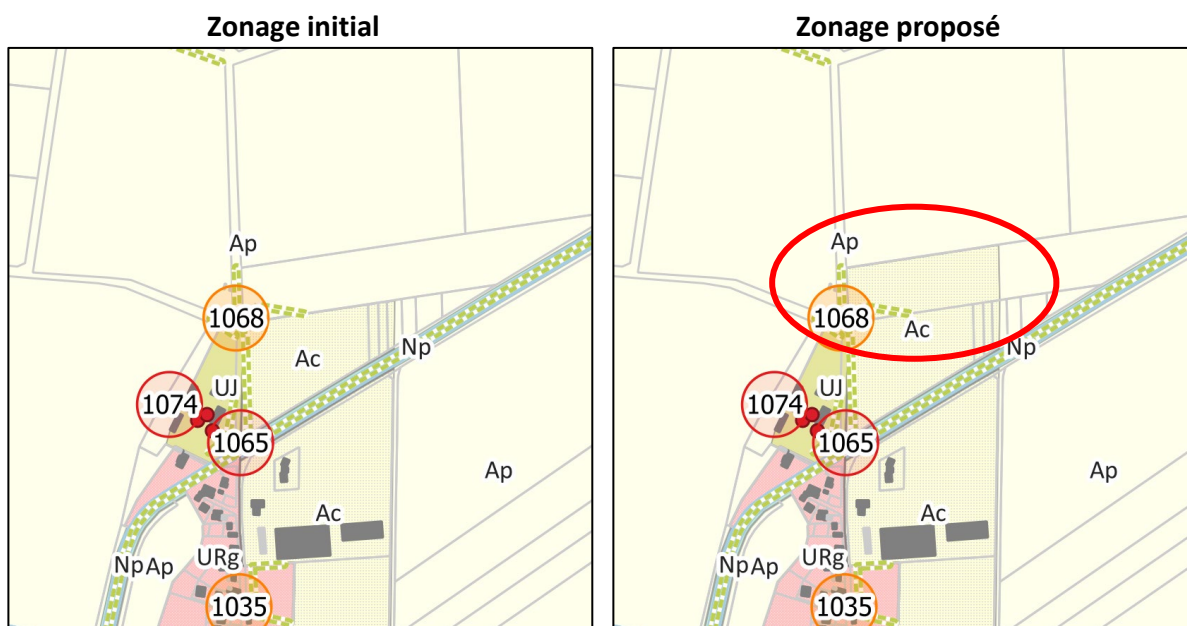 Zonage initial
Ap
1068
Ac
Np
UJ
1074
1065
Ap
Ac
Np
Ap
URg
1035
Zonage proposé
Ap
1068
Ac
Np
UJ
1074
1065
Ap
Ac
Np
Ap
URg
1035